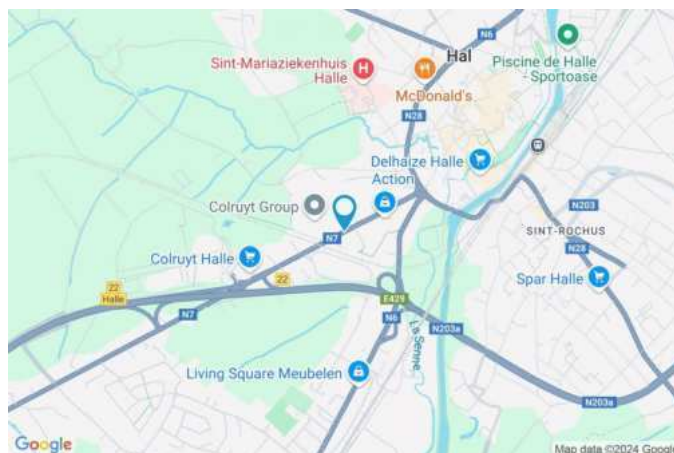 N6
Hal
Sint-Mariaziekenhuis
Halle
H
McDonald's
Piscine de Halle
- Sportoase
N28
Delhaize Halle
Action
Colruyt Group
N7
N203
SINT-ROCHUS
N28
Colruyt Halle
22
Halle
22
Spar Halle
E429
N7
N6
N203a
La Senne
Living Square Meubelen
N203a
Google
Map data ©2024 Google